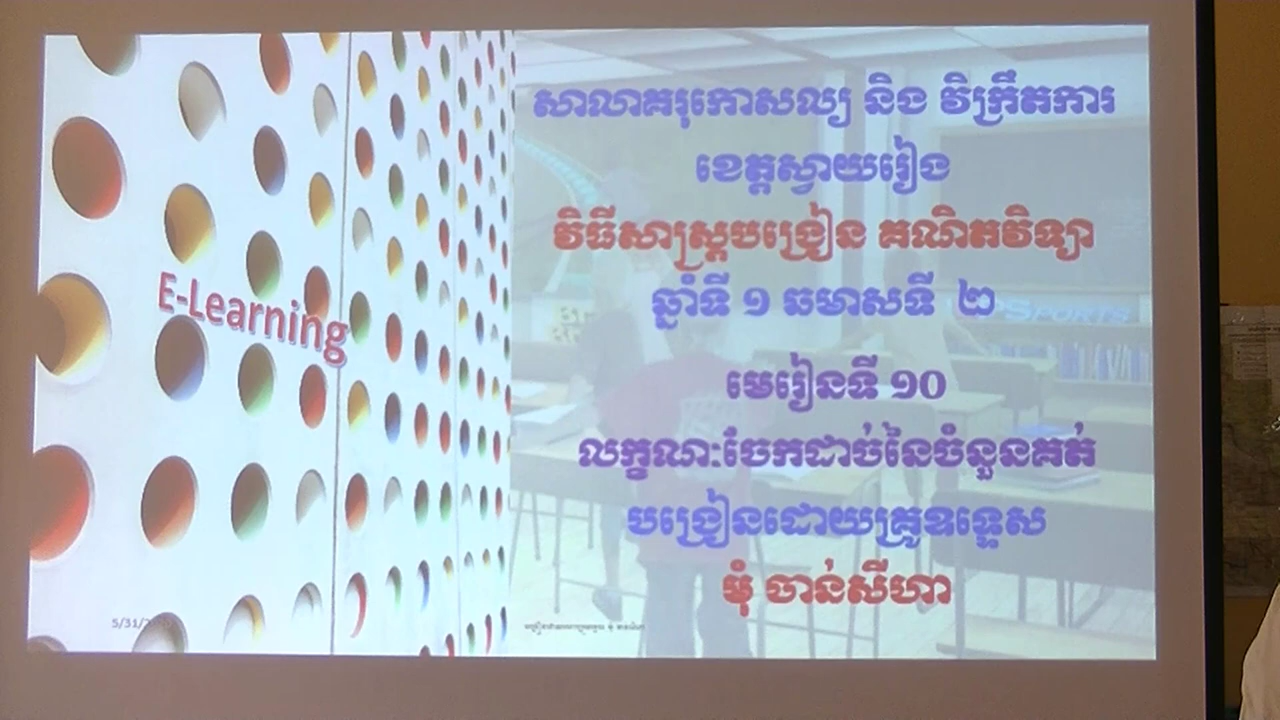 សាលាគរុកោសល្យ និង វិក្រឹតការ
ខេត្តស្វាយរៀង
វិធីសាស្ត្របង្រៀន គណិតវិទ្យា
ឆ្នាំទី ១ ឆមាសទី ២
មេរៀនទី ១០
លក្ខណៈចែកដាច់នៃចំនួនគត់
បង្រៀនដោយគ្រូឧទ្ទេស
មុំ ចាន់សីហា
E-Learning
5/31/
SPORTS